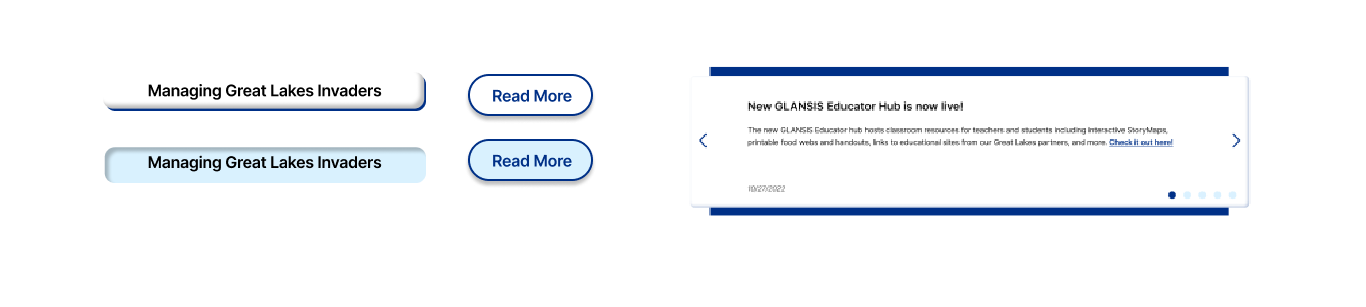 Managing Great Lakes Invaders
Managing Great Lakes Invaders
Read More
Read More
New GLANSIS Educator Hub is now live!
The new GLANSIS Educator hub hosts classroom resources for teachers and students including interactive StoryMaps,
printable food webs and handouts, links to educational sites from our Great Lakes partners, and more. Check it out here!
10/27/2022